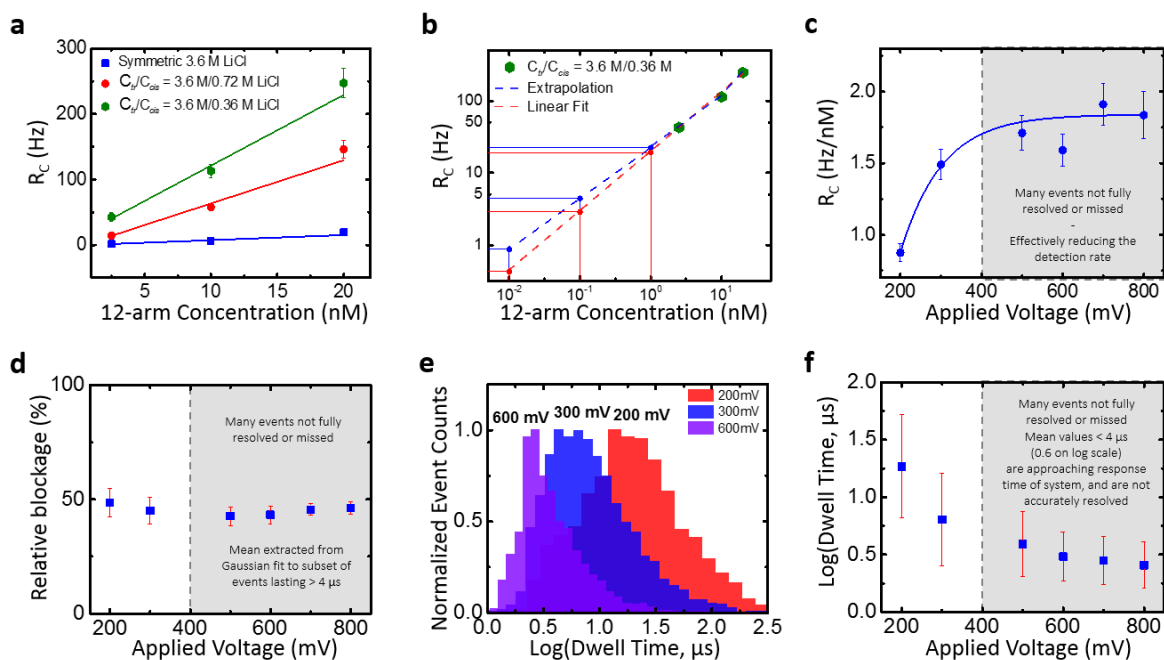 a
300
250
200
150
100
50
0
R_C (Hz)
Symmetric 3.6 M LiCl
C_tr/C_cis = 3.6 M/0.72 M LiCl
C_tr/C_cis = 3.6 M/0.36 M LiCl
5
10
15
20
12-arm Concentration (nM)
b
100
50
10
5
1
R_C (Hz)
C_tr/C_cis = 3.6 M/0.36 M
Extrapolation
Linear Fit
10⁻²
10⁻¹
10⁰
10¹
12-arm Concentration (nM)
c
2.0
1.5
1.0
R_C (Hz/nM)
Many events not fully
resolved or missed
-
Effectively reducing the
detection rate
200
400
600
800
Applied Voltage (mV)
d
100
50
0
Relative blockage (%)
Many events not fully
resolved or missed
Mean extracted from
Gaussian fit to subset of
events lasting > 4 µs
200
300
400
500
600
700
800
Applied Voltage (mV)
e
1.0
0.5
0.0
Normalized Event Counts
600 mV
300 mV
200 mV
200mV
300mV
600mV
0.0
0.5
1.0
1.5
2.0
2.5
Log(Dwell Time, µs)
f
2.0
1.5
1.0
0.5
0.0
Log(Dwell Time, µs)
Many events not fully
resolved or missed
Mean values < 4 µs
(0.6 on log scale)
are approaching response
time of system, and are not
accurately resolved
200
400
600
800
Applied Voltage (mV)